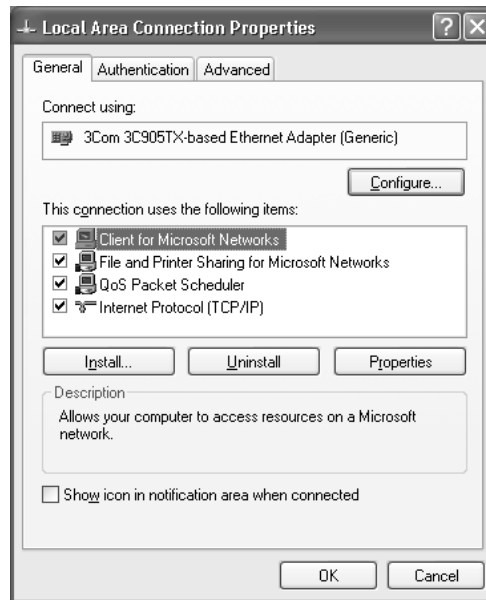 Local Area Connection Properties
General Authentication Advanced
Connect using:
3Com 3C905TX-based Ethernet Adapter (Generic)
Configure...
This connection uses the following items:
Client for Microsoft Networks
File and Printer Sharing for Microsoft Networks
QoS Packet Scheduler
Internet Protocol (TCP/IP)
Install... Uninstall Properties
Description
Allows your computer to access resources on a Microsoft
network.
Show icon in notification area when connected
OK Cancel